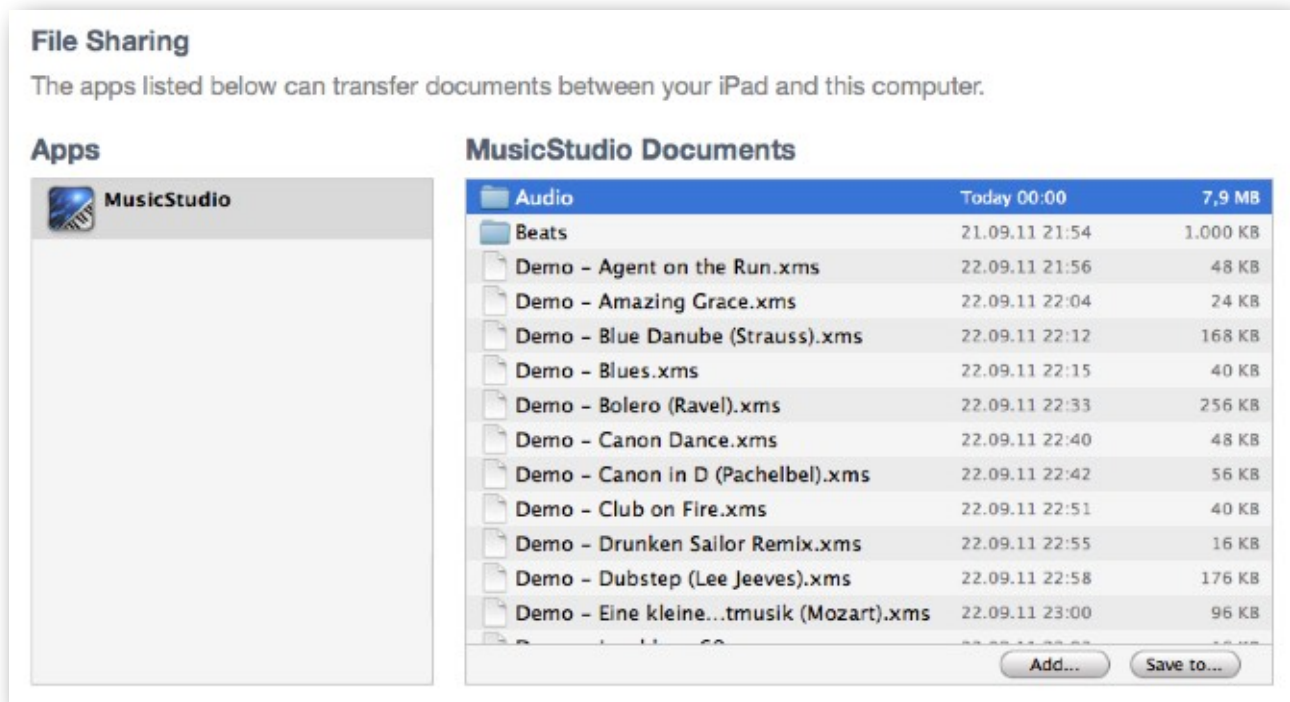 File Sharing
The apps listed below can transfer documents between your iPad and this computer.
Apps
MusicStudio
MusicStudio Documents
Audio Today 00:00 7,9 MB
Beats 21.09.11 21:54 1.000 KB
Demo – Agent on the Run.xms 22.09.11 21:56 48 KB
Demo – Amazing Grace.xms 22.09.11 22:04 24 KB
Demo – Blue Danube (Strauss).xms 22.09.11 22:12 168 KB
Demo – Blues.xms 22.09.11 22:15 40 KB
Demo – Bolero (Ravel).xms 22.09.11 22:33 256 KB
Demo – Canon Dance.xms 22.09.11 22:40 48 KB
Demo – Canon in D (Pachelbel).xms 22.09.11 22:42 56 KB
Demo – Club on Fire.xms 22.09.11 22:51 40 KB
Demo – Drunken Sailor Remix.xms 22.09.11 22:55 16 KB
Demo – Dubstep (Lee Jeeves).xms 22.09.11 22:58 176 KB
Demo – Eine kleine...tmusik (Mozart).xms 22.09.11 23:00 96 KB
Add... Save to...